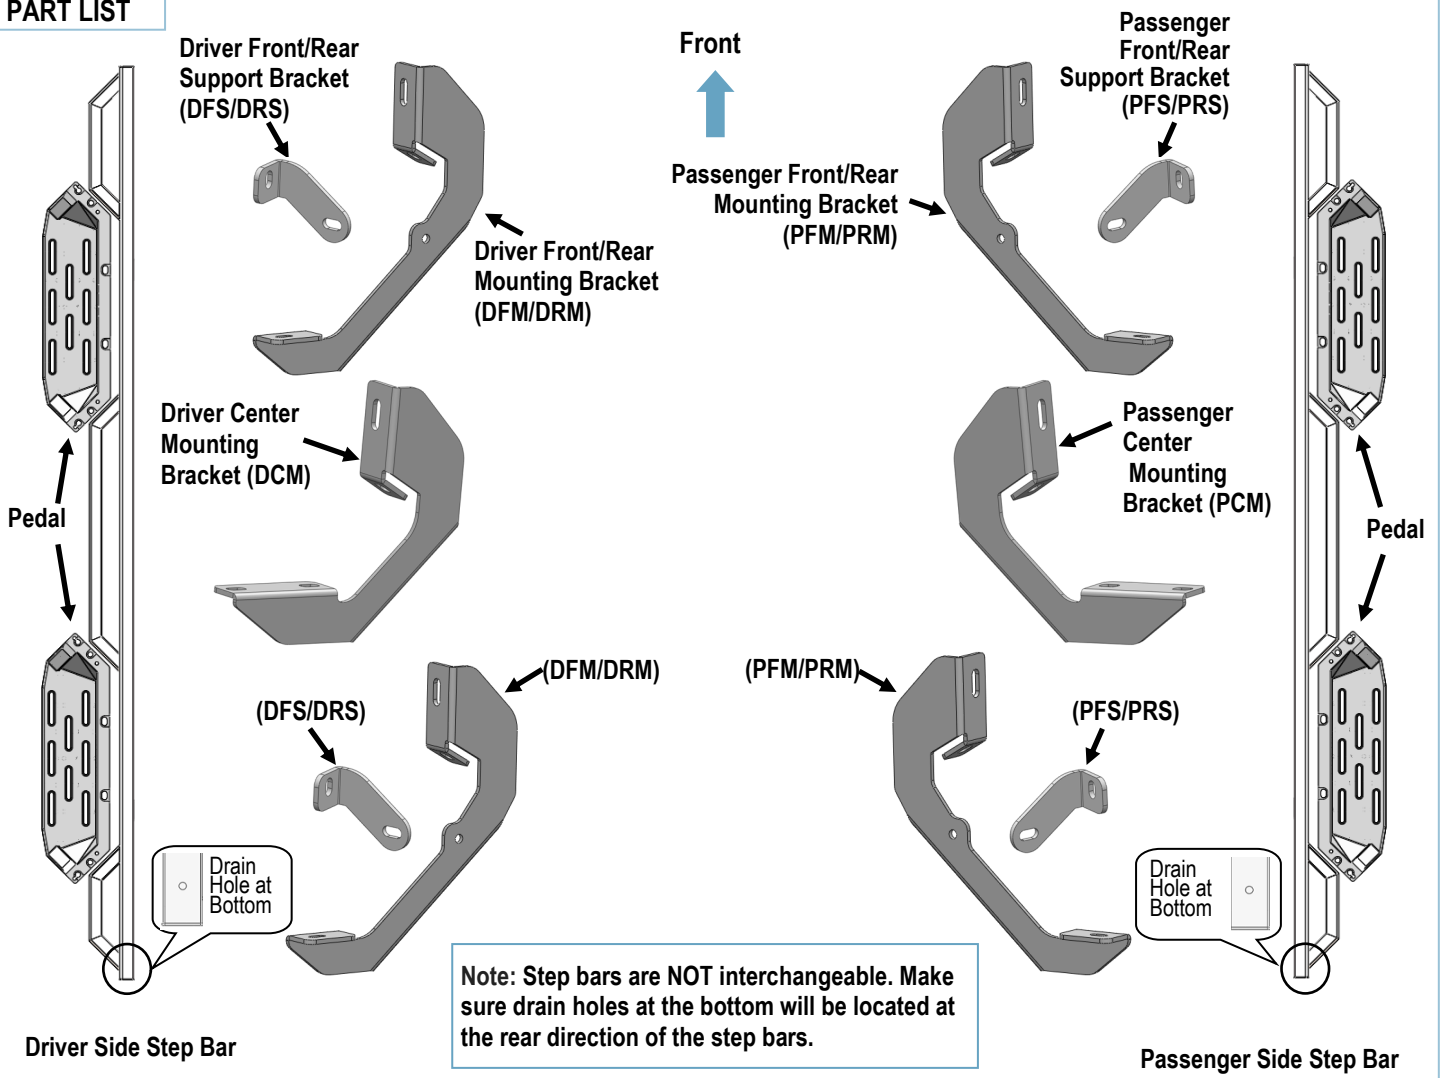 PART LIST
Driver Front/Rear
Support Bracket
(DFS/DRS)
Front
Passenger
Front/Rear
Support Bracket
(PFS/PRS)
Passenger Front/Rear
Mounting Bracket
(PFM/PRM)
Driver Front/Rear
Mounting Bracket
(DFM/DRM)
Driver Center
Mounting
Bracket (DCM)
Passenger
Center
Mounting
Bracket (PCM)
Pedal
Pedal
(DFM/DRM)
(PFM/PRM)
(DFS/DRS)
(PFS/PRS)
Drain
Hole at
Bottom
Drain
Hole at
Bottom
Note: Step bars are NOT interchangeable. Make
sure drain holes at the bottom will be located at
the rear direction of the step bars.
Driver Side Step Bar
Passenger Side Step Bar